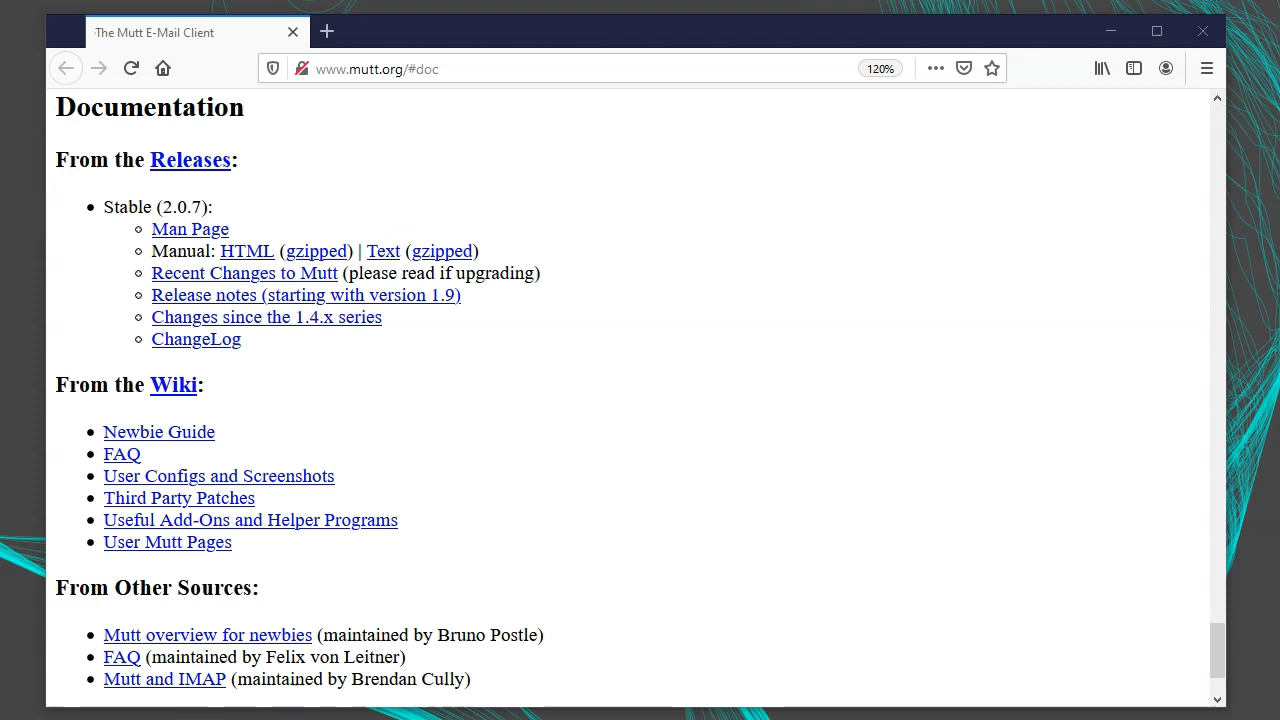 The Mutt E-Mail Client
www.mutt.org/#doc
120%
Documentation
From the Releases:
Stable (2.0.7):
Man Page
Manual: HTML (gzipped) | Text (gzipped)
Recent Changes to Mutt (please read if upgrading)
Release notes (starting with version 1.9)
Changes since the 1.4.x series
ChangeLog
From the Wiki:
Newbie Guide
FAQ
User Configs and Screenshots
Third Party Patches
Useful Add-Ons and Helper Programs
User Mutt Pages
From Other Sources:
Mutt overview for newbies (maintained by Bruno Postle)
FAQ (maintained by Felix von Leitner)
Mutt and IMAP (maintained by Brendan Cully)